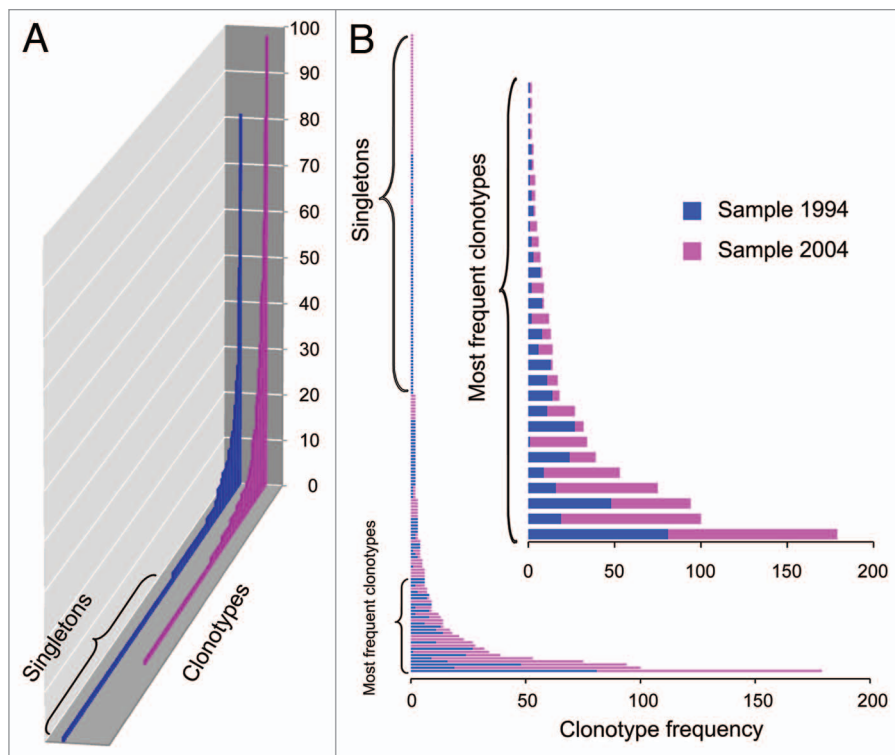 A
100
90
80
70
60
50
40
30
20
10
0
Singletons
Clonotypes
B
Singletons
Most frequent clonotypes
Sample 1994
Sample 2004
0 50 100 150 200
Most frequent clonotypes
0 50 100 150 200
Clonotype frequency